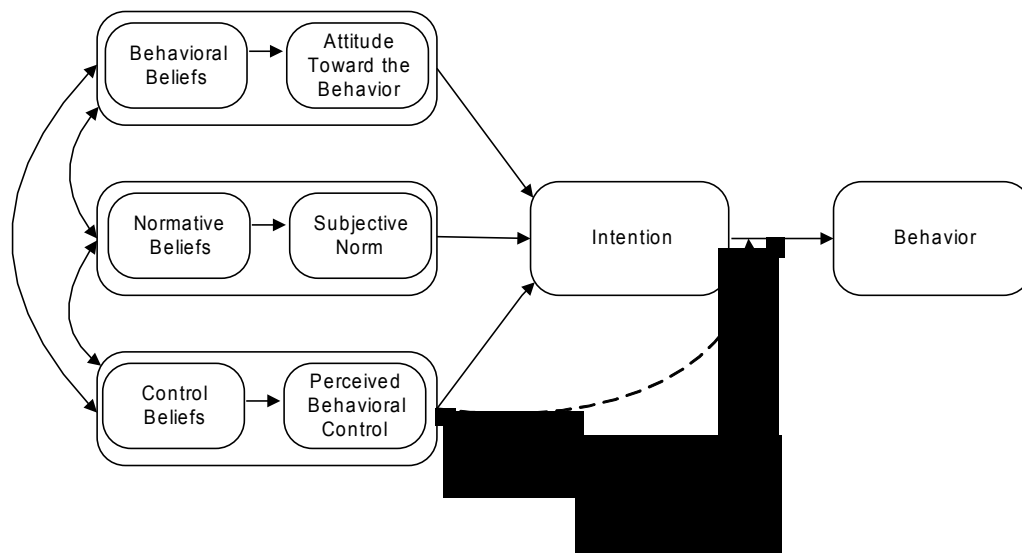 Behavioral
Beliefs
Attitude
Toward the
Behavior
Normative
Beliefs
Subjective
Norm
Intention
Behavior
Control
Beliefs
Perceived
Behavioral
Control